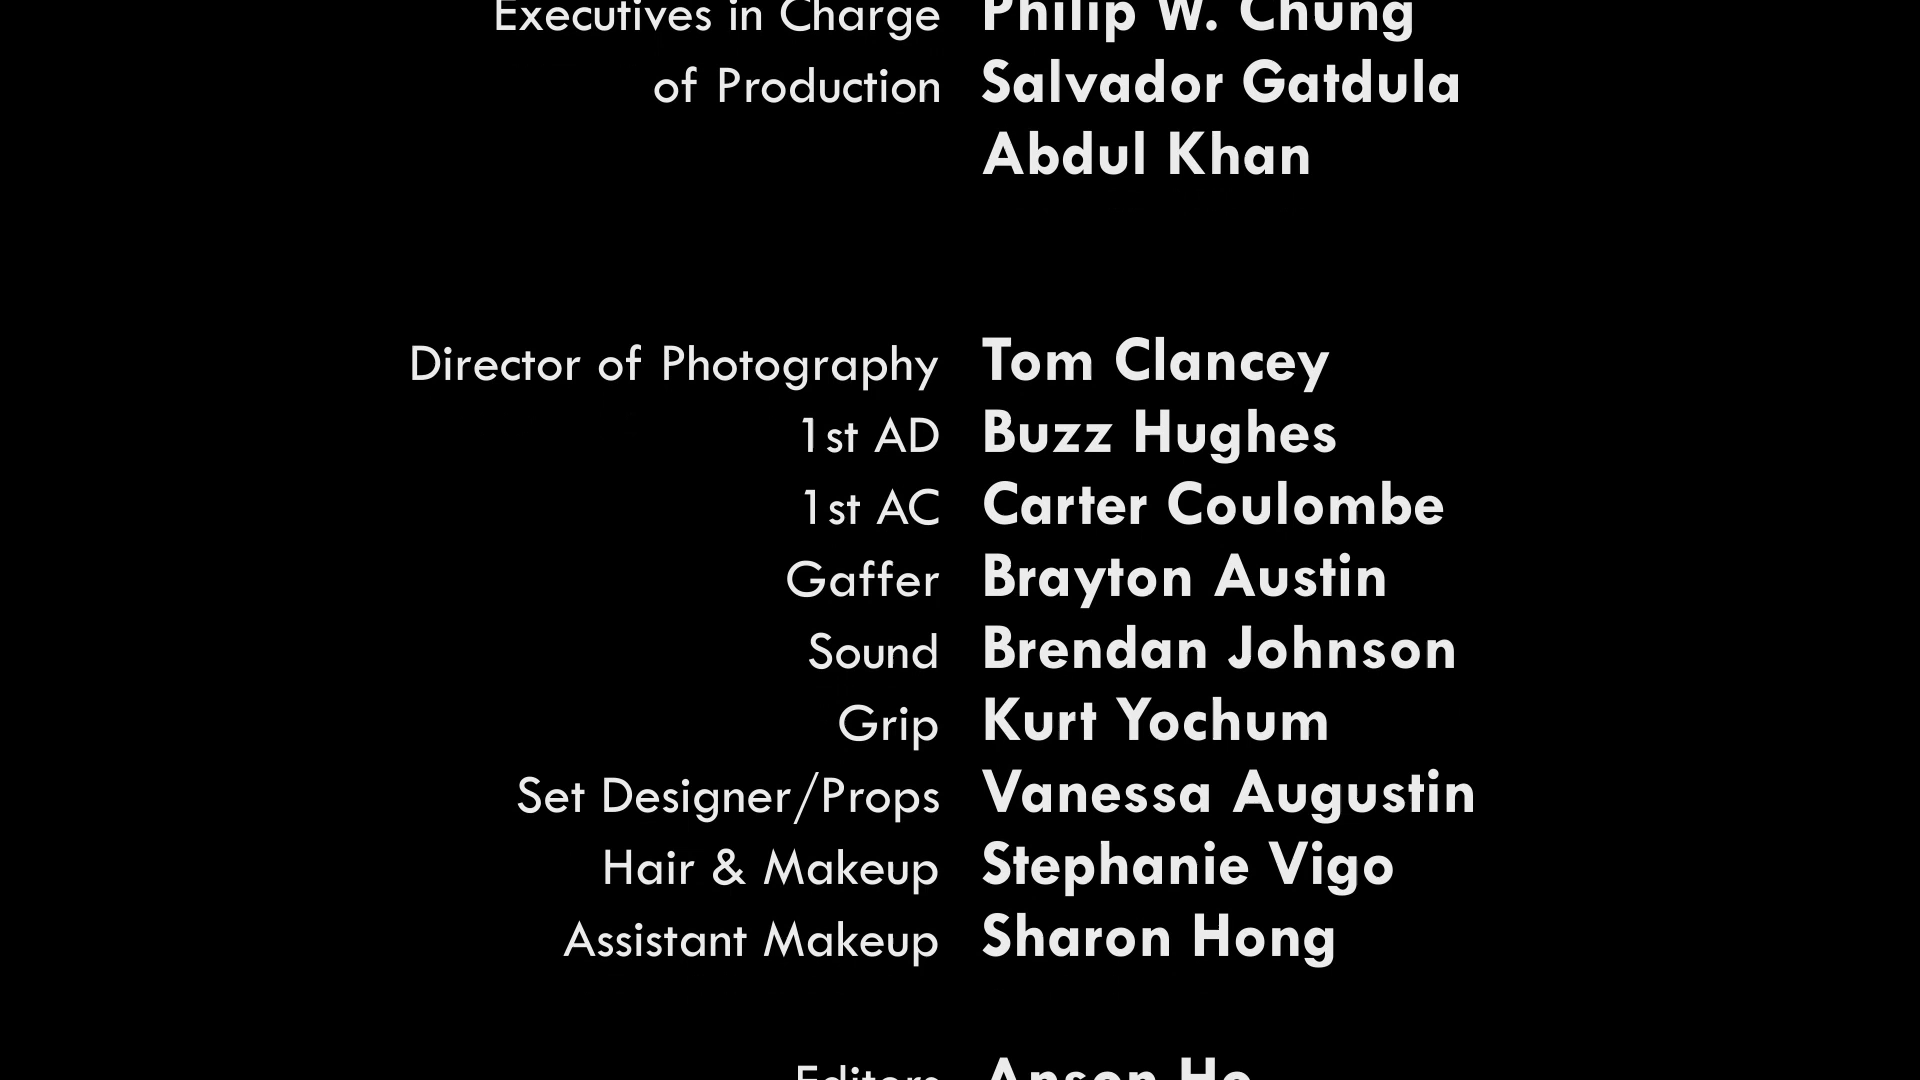 Executives in Charge Philip W. Chung
of Production Salvador Gatdula
Abdul Khan
Director of Photography Tom Clancey
1st AD Buzz Hughes
1st AC Carter Coulombe
Gaffer Brayton Austin
Sound Brendan Johnson
Grip Kurt Yochum
Set Designer/Props Vanessa Augustin
Hair & Makeup Stephanie Vigo
Assistant Makeup Sharon Hong
Editors Anson Ho